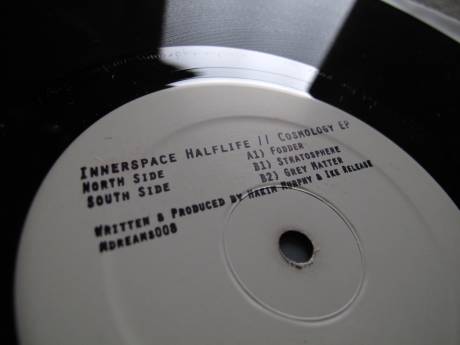 Innerspace Halflife // Cosmology EP
North Side A1) Fodder
South Side B1) Stratosphere
B2) Grey Matter
Written & Produced by Hakim Murphy & Ike Release
MDreams008